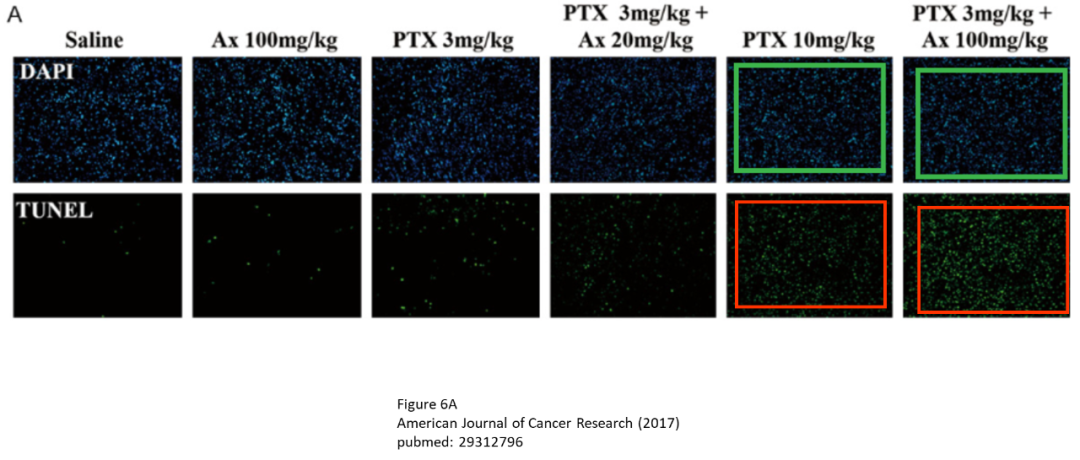 A
Saline
Ax 100mg/kg
PTX 3mg/kg
PTX 3mg/kg +
Ax 20mg/kg
PTX 10mg/kg
PTX 3mg/kg +
Ax 100mg/kg
DAPI
TUNEL
Figure 6A
American Journal of Cancer Research (2017)
pubmed: 29312796